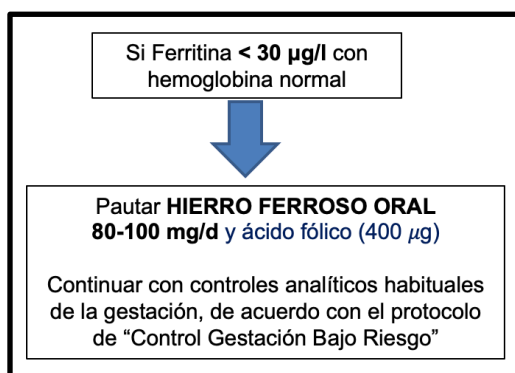 Si Ferritina < 30 µg/l con
hemoglobina normal
Pautar HIERRO FERROSO ORAL
80-100 mg/d y ácido fólico (400 µg)
Continuar con controles analíticos habituales
de la gestación, de acuerdo con el protocolo
de “Control Gestación Bajo Riesgo”